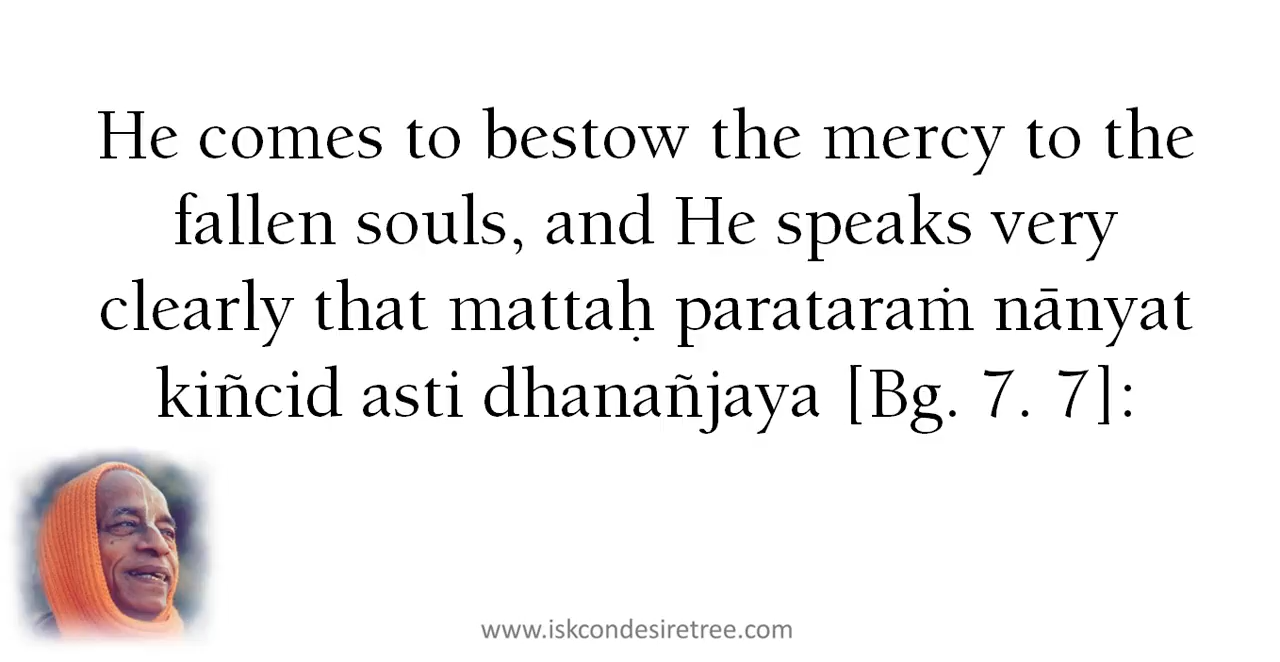 He comes to bestow the mercy to the
fallen souls, and He speaks very
clearly that mattaḥ parataraṁ nānyat
kiñcid asti dhanañjaya [Bg. 7. 7]:
www.iskcondesiretree.com